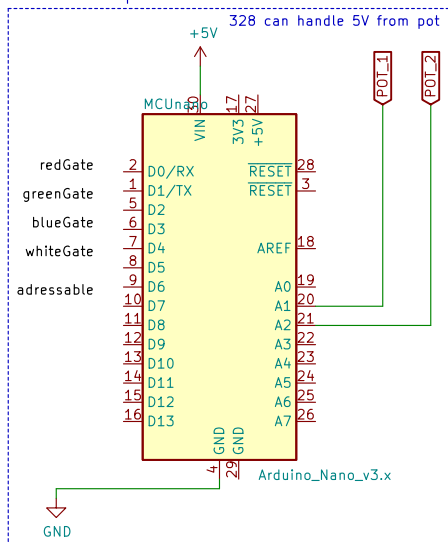 328 can handle 5V from pot
+5V
POT_1
POT_2
MCUnano
30
17
27
VIN
3V3
+5V
redGate
2
D0/RX
RESET
28
greenGate
1
D1/TX
RESET
3
5
D2
blueGate
6
D3
whiteGate
7
D4
AREF
18
8
D5
adressable
9
D6
A0
19
10
D7
A1
20
11
D8
A2
21
12
D9
A3
22
13
D10
A4
23
14
D11
A5
24
15
D12
A6
25
16
D13
A7
26
GND
GND
4
29
Arduino_Nano_v3.x
GND